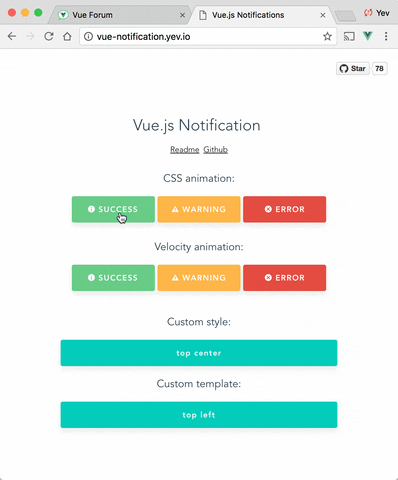 Vue Forum
Vue.js Notifications
Yev
vue-notification.yev.io
Star 78
Vue.js Notification
Readme Github
CSS animation:
SUCCESS WARNING ERROR
Velocity animation:
SUCCESS WARNING ERROR
Custom style:
top center
Custom template:
top left